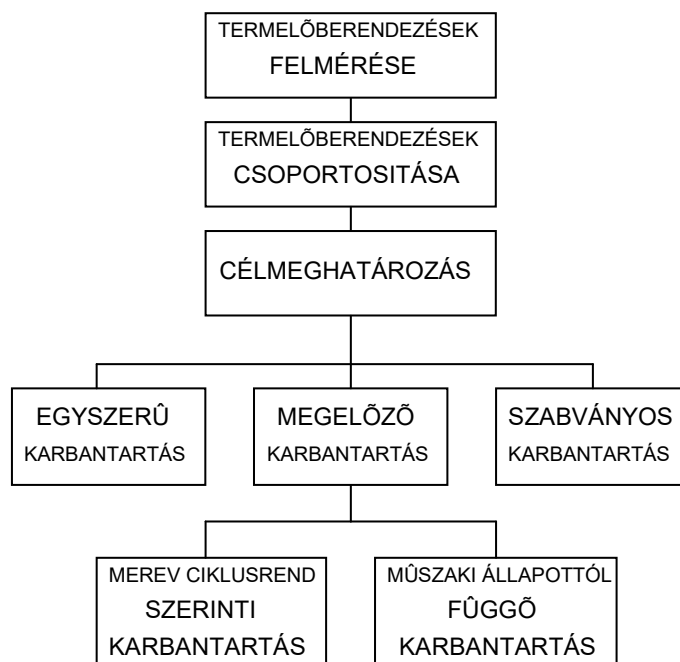 TERMELÕBERENDEZÉSEK
FELMÉRÉSE
TERMELÕBERENDEZÉSEK
CSOPORTOSITÁSA
CÉLMEGHATÁROZÁS
EGYSZERÛ
KARBANTARTÁS
MEGELÕZÕ
KARBANTARTÁS
SZABVÁNYOS
KARBANTARTÁS
MEREV CIKLUSREND
SZERINTI
KARBANTARTÁS
MÛSZAKI ÁLLAPOTTÓL
FÛGGÕ
KARBANTARTÁS